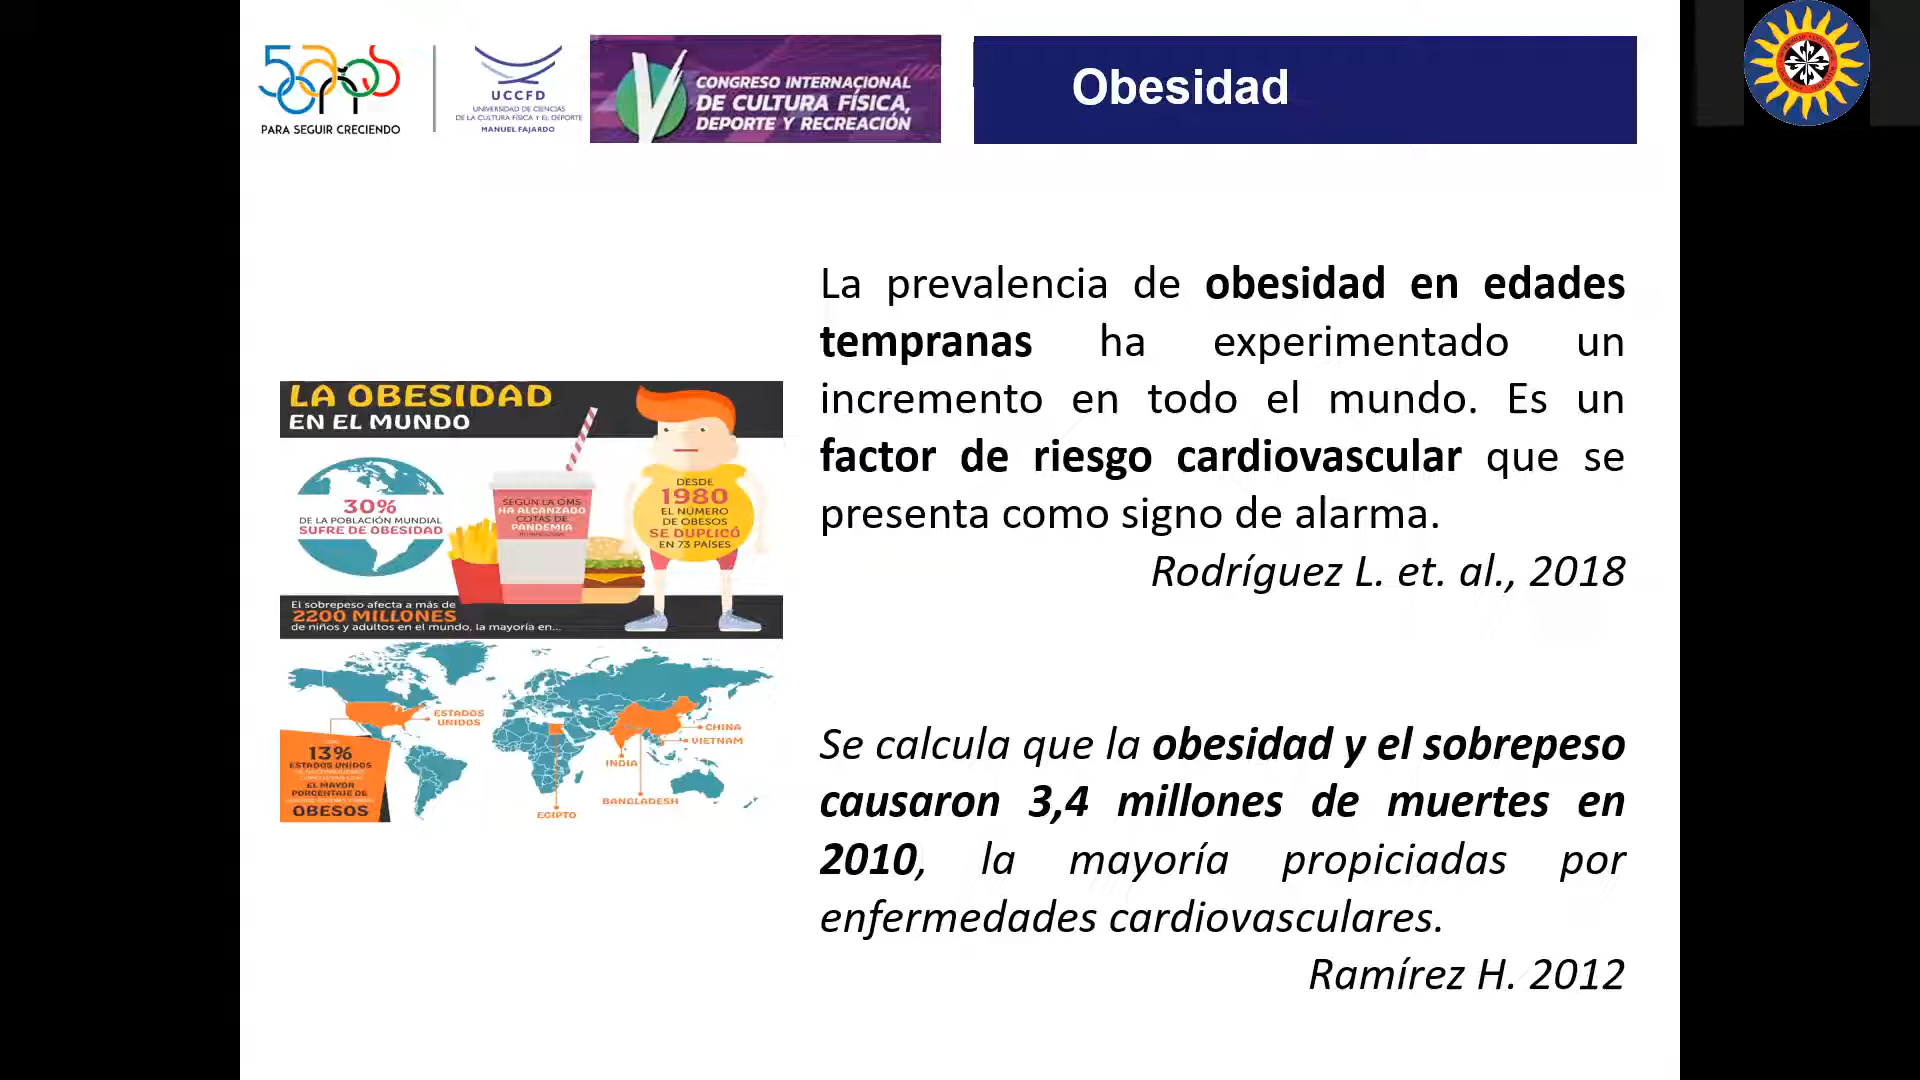 PARA SEGUIR CRECIENDO
UCCFD
UNIVERSIDAD DE CIENCIAS
DE LA CULTURA FÍSICA Y EL DEPORTE
MANUEL FAJARDO
V CONGRESO INTERNACIONAL
DE CULTURA FÍSICA,
DEPORTE Y RECREACIÓN
Obesidad
La prevalencia de obesidad en edades
tempranas ha experimentado un
incremento en todo el mundo. Es un
factor de riesgo cardiovascular que se
presenta como signo de alarma.
Rodríguez L. et. al., 2018
Se calcula que la obesidad y el sobrepeso
causaron 3,4 millones de muertes en
2010, la mayoría propiciadas por
enfermedades cardiovasculares.
Ramírez H. 2012
LA OBESIDAD
EN EL MUNDO
30%
DE LA POBLACIÓN MUNDIAL
SUFRE DE OBESIDAD
SEGÚN LA OMS
HA ALCANZADO
COTAS DE
PANDEMIA
DESDE
1980
EL NÚMERO
DE OBESOS
SE DUPLICÓ
EN 73 PAÍSES
El sobrepeso afecta a más de
2200 MILLONES
de niños y adultos en el mundo, la mayoría en...
ESTADOS
UNIDOS
CHINA
VIETNAM
INDIA
BANGLADESH
EGIPTO
13%
ESTADOS UNIDOS
EL MAYOR
PORCENTAJE DE
OBESOS